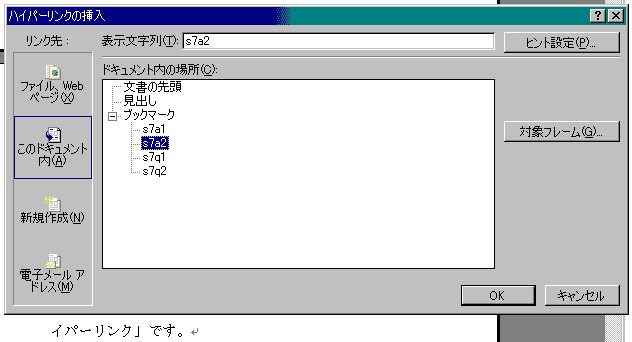 ハイパーリンクの挿入
リンク先：
表示文字列(T): s7a2
ヒント設定(P)...
ファイル、Web
ページ(X)
このドキュメント
内(A)
新規作成(N)
電子メール ア
ドレス(M)
ドキュメント内の場所(C):
文書の先頭
見出し
ブックマーク
s7a1
s7a2
s7q1
s7q2
対象フレーム(G)...
OK
キャンセル
イパーリンク」です。